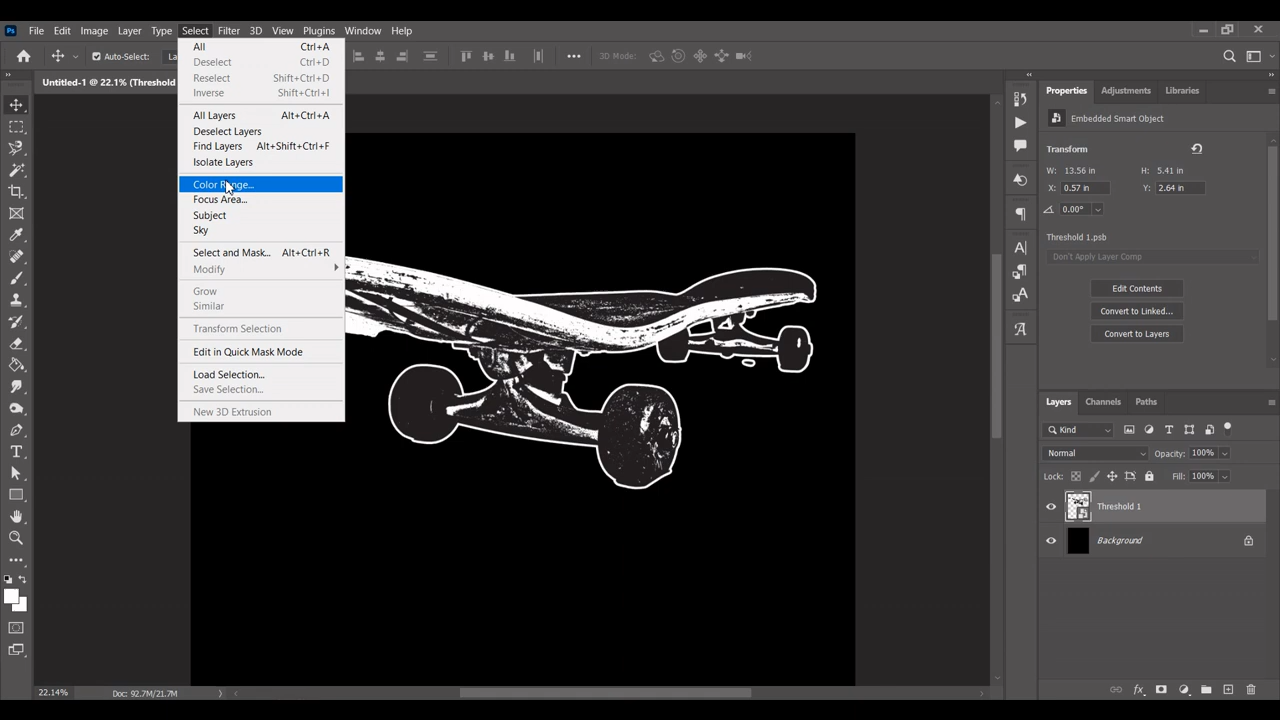 Ps File Edit Image Layer Type Select Filter 3D View Plugins Window Help
Auto-Select: 3D Mode:
Untitled-1 @ 22.1% (Threshold
All Ctrl+A
Deselect Ctrl+D
Reselect Shift+Ctrl+D
Inverse Shift+Ctrl+I
All Layers Alt+Ctrl+A
Deselect Layers
Find Layers Alt+Shift+Ctrl+F
Isolate Layers
Color Range...
Focus Area...
Subject
Sky
Select and Mask... Alt+Ctrl+R
Modify
Grow
Similar
Transform Selection
Edit in Quick Mask Mode
Load Selection...
Save Selection...
New 3D Extrusion
Properties Adjustments Libraries
Embedded Smart Object
Transform
W: 13.56 in H: 5.41 in
X: 0.57 in Y: 2.64 in
0.00°
Threshold 1.psb
Don't Apply Layer Comp
Edit Contents
Convert to Linked...
Convert to Layers
Layers Channels Paths
Kind
Normal Opacity: 100%
Lock: Fill: 100%
Threshold 1
Background
22.14% Doc: 92.7M/21.7M